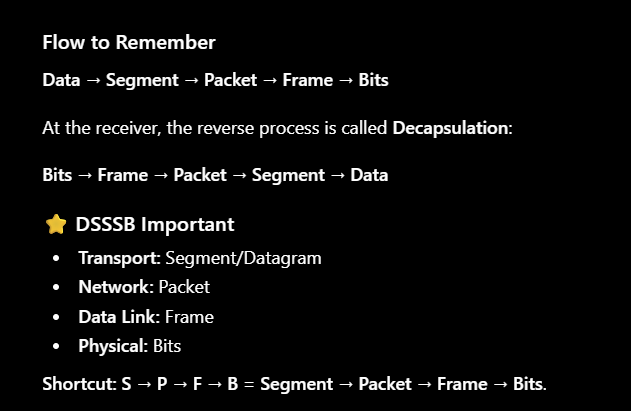 Flow to Remember
Data → Segment → Packet → Frame → Bits
At the receiver, the reverse process is called Decapsulation:
Bits → Frame → Packet → Segment → Data
⭐ DSSSB Important
• Transport: Segment/Datagram
• Network: Packet
• Data Link: Frame
• Physical: Bits
Shortcut: S → P → F → B = Segment → Packet → Frame → Bits.